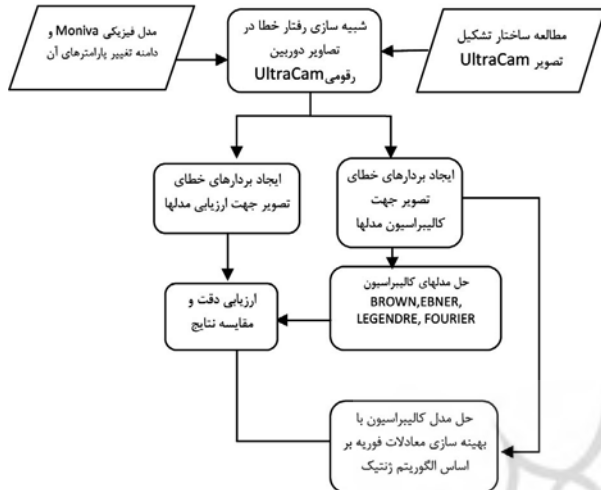 مدل فیزیکی Moniva و
دامنه تغییر پارامترهای آن
شبیه سازی رفتار خطا در
تصاویر دوربین
رقومی UltraCam
مطالعه ساختار تشکیل
تصویر UltraCam
ایجاد بردارهای خطای
تصویر جهت ارزیابی مدلها
ایجاد بردارهای خطای
تصویر جهت
کالیبراسیون مدلها
ارزیابی دقت و
مقایسه نتایج
حل مدلهای کالیبراسیون
BROWN,EBNER,
LEGENDRE, FOURIER
حل مدل کالیبراسیون با
بهینه سازی معادلات فوریه بر
اساس الگوریتم ژنتیک